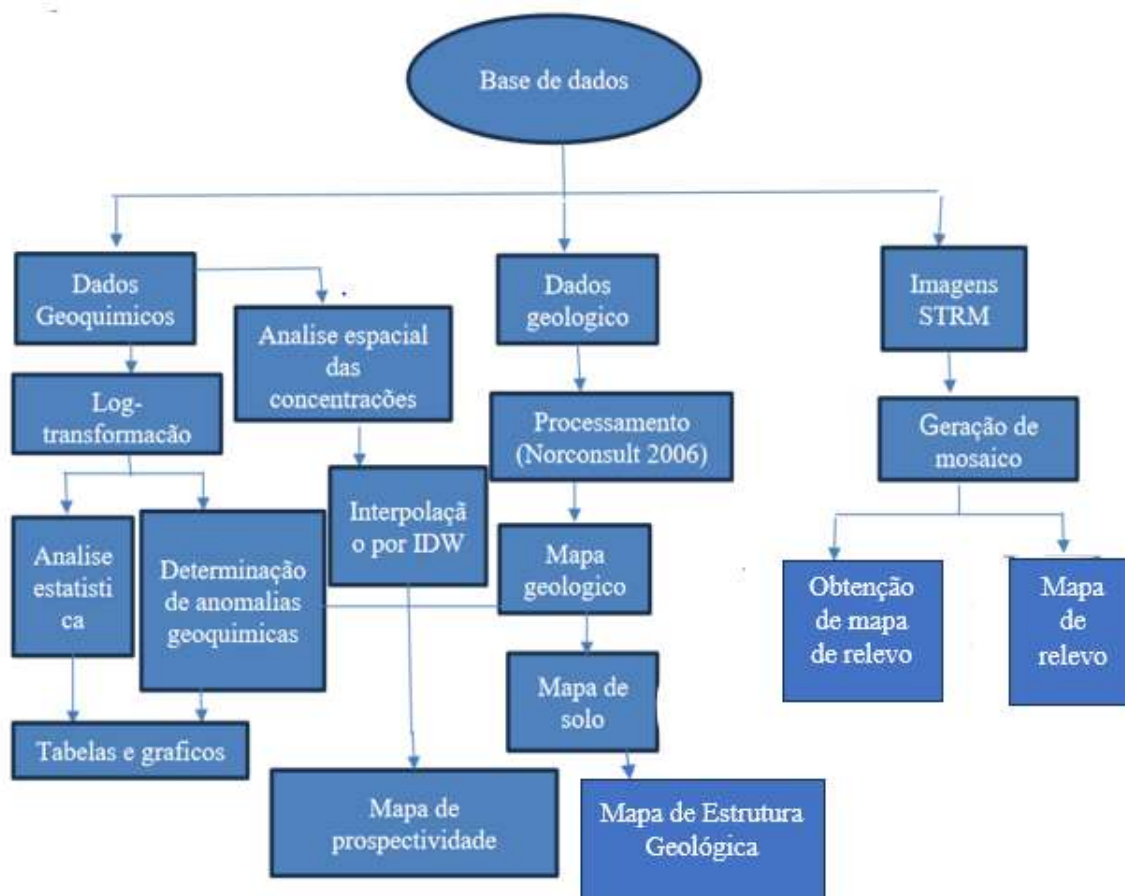 Base de dados
Dados
Geoquimicos
Analise espacial
das
concentrações
Log-
transformacão
Analise
estatisti
ca
Determinação
de anomalias
geoquimicas
Interpolaçã
o por IDW
Tabelas e graficos
Mapa de
prospectividade
Dados
geologico
Processamento
(Norconsult 2006)
Mapa
geologico
Mapa de
solo
Mapa de Estrutura
Geológica
Imagens
STRM
Geração de
mosaico
Obtenção
de mapa
de relevo
Mapa
de
relevo